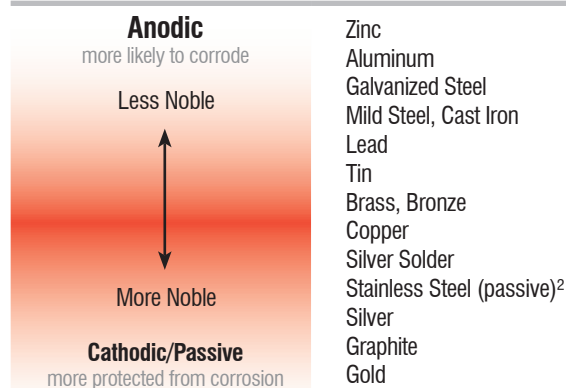 Anodic
more likely to corrode
Less Noble
More Noble
Cathodic/Passive
more protected from corrosion
Zinc
Aluminum
Galvanized Steel
Mild Steel, Cast Iron
Lead
Tin
Brass, Bronze
Copper
Silver Solder
Stainless Steel (passive)²
Silver
Graphite
Gold